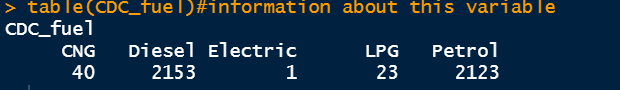 > table(CDC_fuel)#information about this variable
CDC_fuel
CNG Diesel Electric LPG Petrol
40 2153 1 23 2123